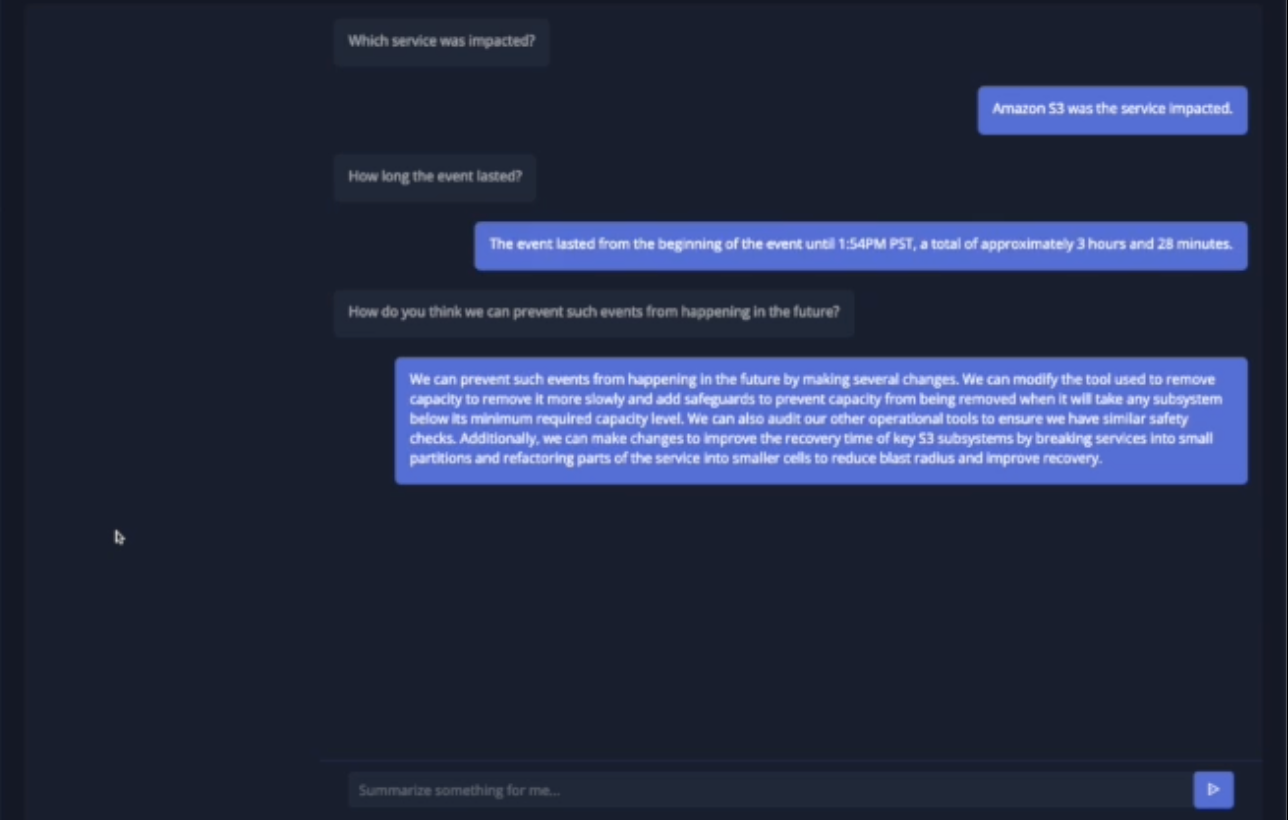 Which service was impacted?
Amazon S3 was the service impacted.
How long the event lasted?
The event lasted from the beginning of the event until 1:54PM PST, a total of approximately 3 hours and 28 minutes.
How do you think we can prevent such events from happening in the future?
We can prevent such events from happening in the future by making several changes. We can modify the tool used to remove
capacity to remove it more slowly and add safeguards to prevent capacity from being removed when it will take any subsystem
below its minimum required capacity level. We can also audit our other operational tools to ensure we have similar safety
checks. Additionally, we can make changes to improve the recovery time of key S3 subsystems by breaking services into small
partitions and refactoring parts of the service into smaller cells to reduce blast radius and improve recovery.
Summarize something for me...